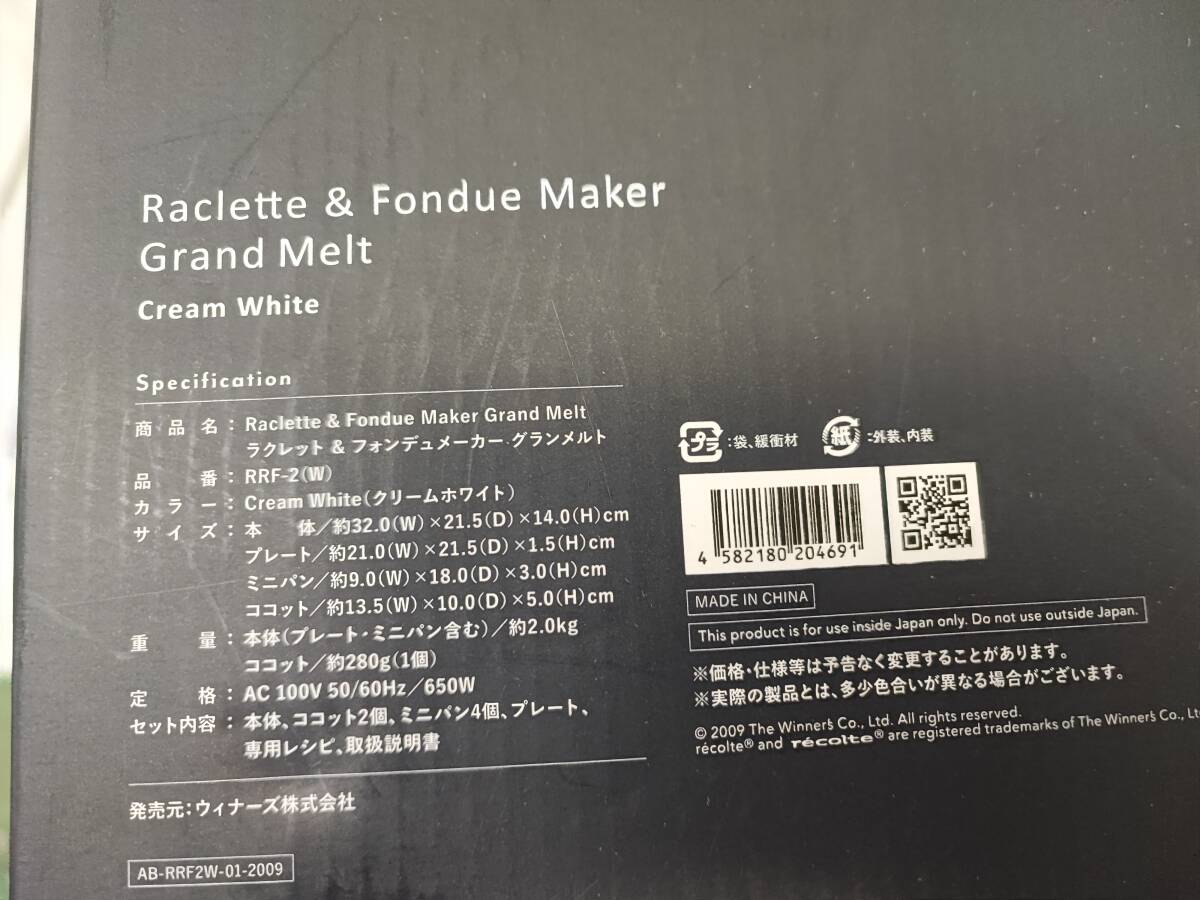 Raclette & Fondue Maker
Grand Melt
Cream White
Specification
商品名：Raclette & Fondue Maker Grand Melt
ラクレット & フォンデュメーカー グランメルト
品番：RRF-2(W)
カラー：Cream White(クリームホワイト)
サイズ：本体／約32.0(W)×21.5(D)×14.0(H)cm
プレート／約21.0(W)×21.5(D)×1.5(H)cm
ミニパン／約9.0(W)×18.0(D)×3.0(H)cm
ココット／約13.5(W)×10.0(D)×5.0(H)cm
重量：本体(プレート・ミニパン含む)／約2.0kg
ココット／約280g(1個)
定格：AC 100V 50/60Hz／650W
セット内容：本体、ココット2個、ミニパン4個、プレート、
専用レシピ、取扱説明書
発売元：ウィナーズ株式会社
AB-RRF2W-01-2009
プラ：袋、緩衝材 紙：外装、内装
4 582180 204691
MADE IN CHINA
This product is for use inside Japan only. Do not use outside Japan.
※価格・仕様等は予告なく変更することがあります。
※実際の製品とは、多少色合いが異なる場合がございます。
© 2009 The Winner's Co., Ltd. All rights reserved.
récolte® and récolte® are registered trademarks of The Winner's Co., Lt